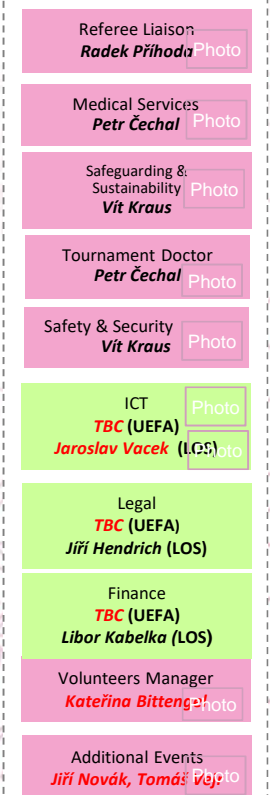 Referee Liaison
Radek Příhoda
Photo
Medical Services
Petr Čechal
Photo
Safeguarding &
Sustainability
Vít Kraus
Photo
Tournament Doctor
Petr Čechal
Photo
Safety & Security
Vít Kraus
Photo
ICT
TBC (UEFA)
Jaroslav Vacek (LOS)
Photo
Photo
Legal
TBC (UEFA)
Jiří Hendrich (LOS)
Finance
TBC (UEFA)
Libor Kabelka (LOS)
Volunteers Manager
Kateřina
Photo
Additional Events
Jiří Novák, Tomáš
Photo